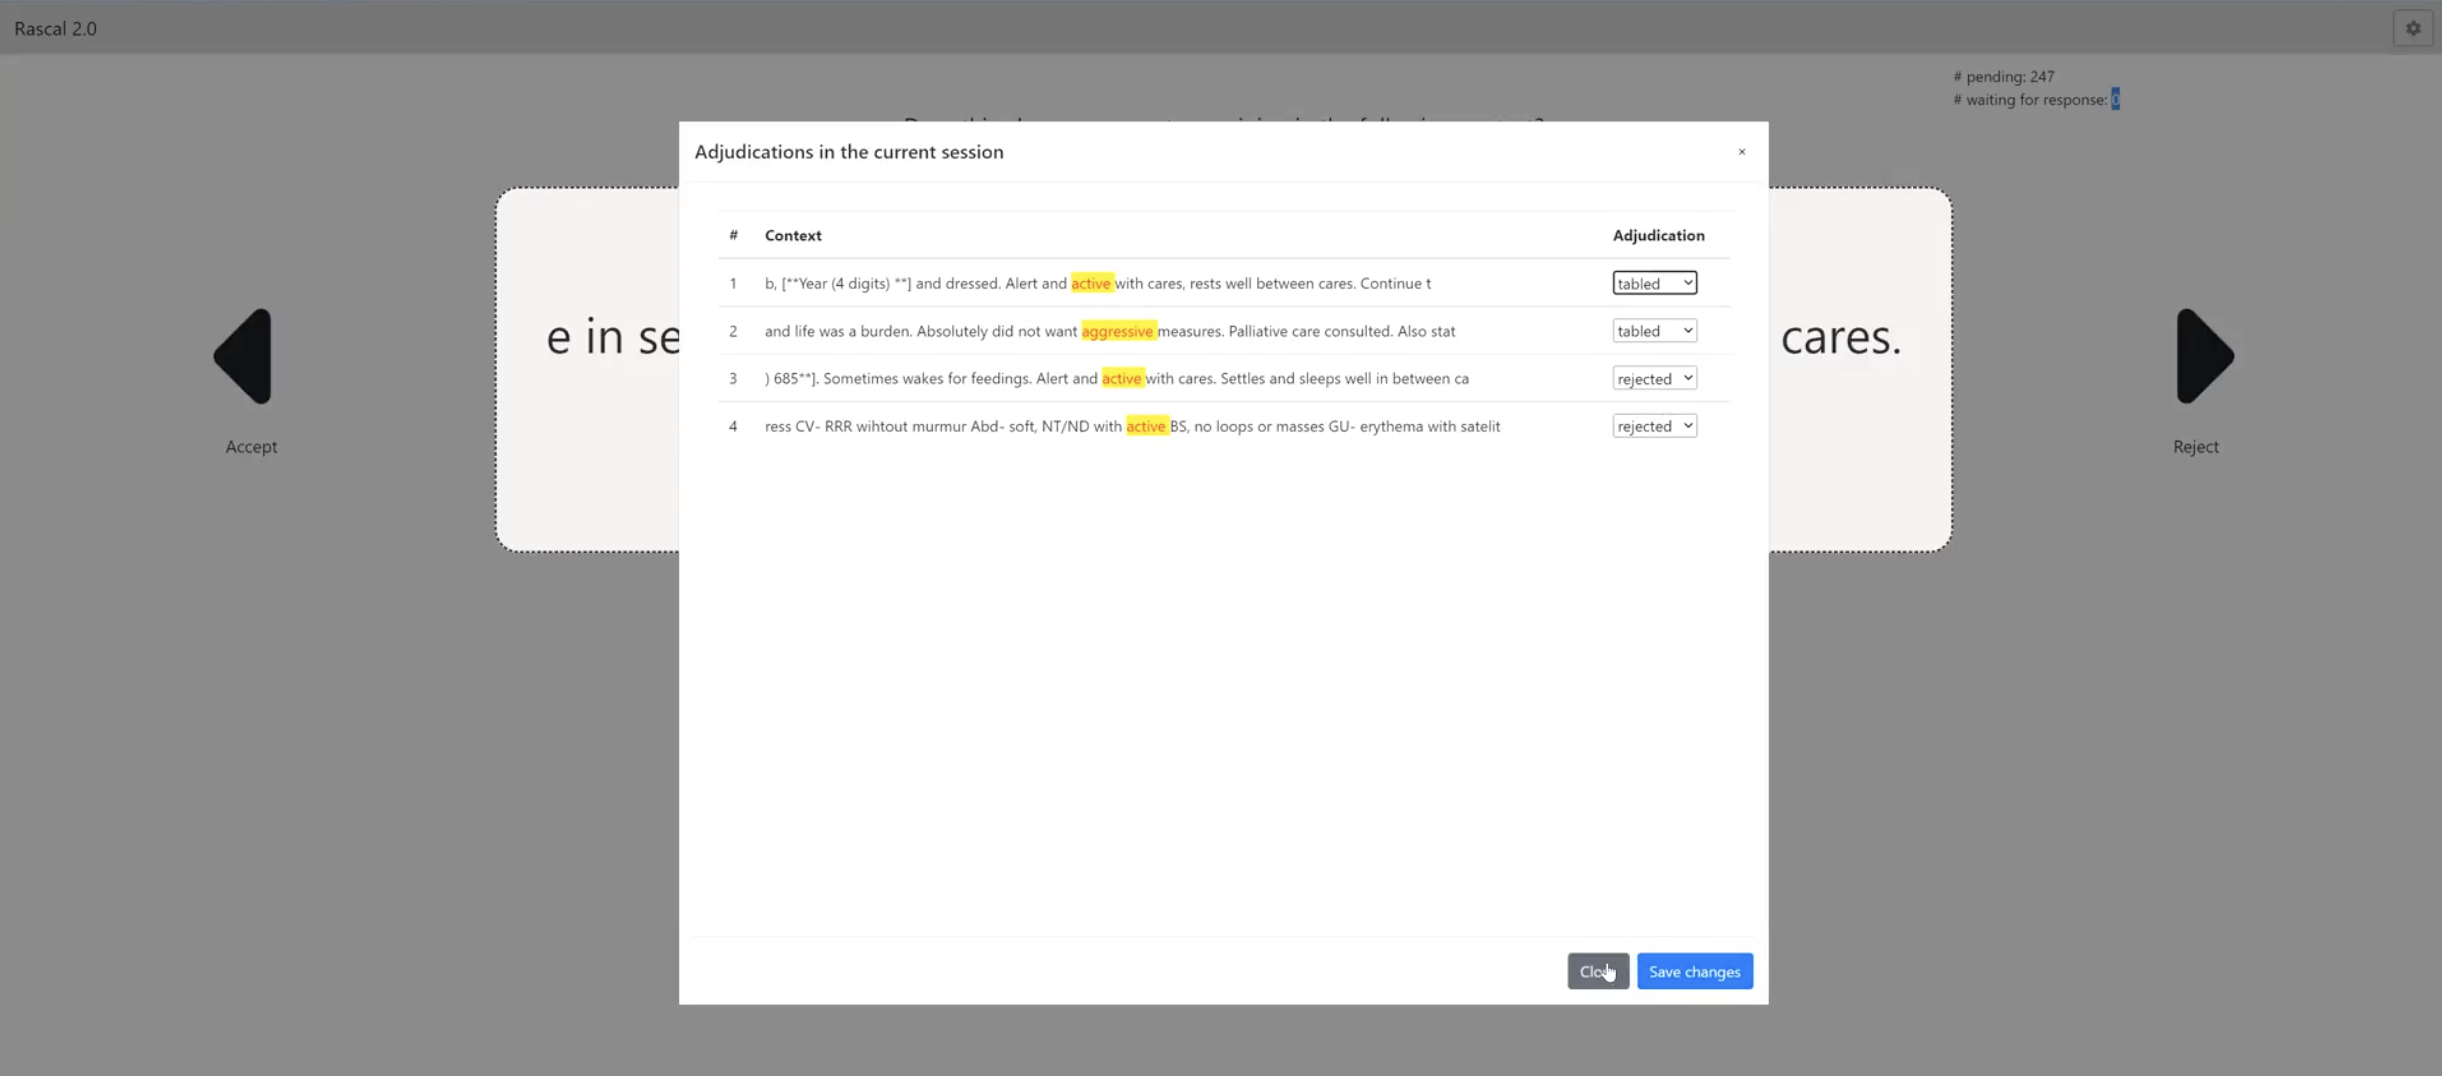 Rascal 2.0
# pending: 247
# waiting for response: 0
Adjudications in the current session ×
# Context Adjudication
1 b, [**Year (4 digits) **] and dressed. Alert and active with cares, rests well between cares. Continue t tabled
2 and life was a burden. Absolutely did not want aggressive measures. Palliative care consulted. Also stat tabled
3 ) 685**]. Sometimes wakes for feedings. Alert and active with cares. Settles and sleeps well in between ca rejected
4 ress CV- RRR wihtout murmur Abd- soft, NT/ND with active BS, no loops or masses GU- erythema with satelit rejected
e in se
cares.
Accept
Reject
Save changes